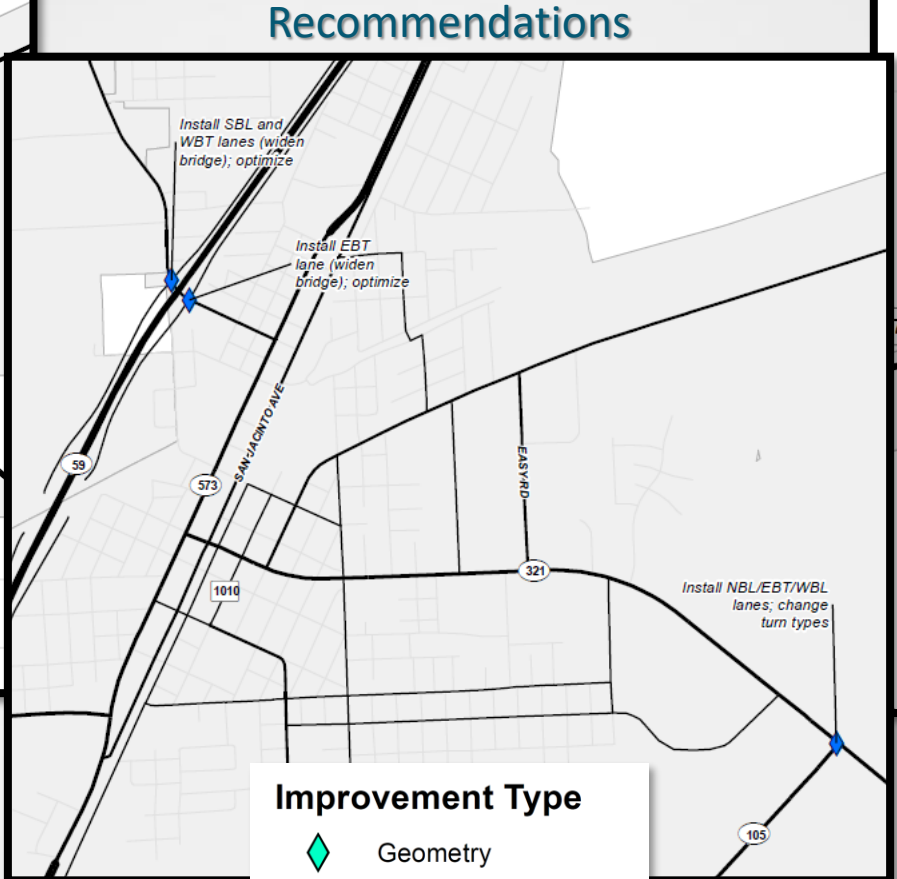 Recommendations
Install SBL and
WBT lanes (widen
bridge); optimize
Install EBT
lane (widen
bridge); optimize
SAN JACINTO AVE
59
573
EASY RD
321
1010
Install NBL/EBT/WBL
lanes; change
turn types
105
Improvement Type
Geometry